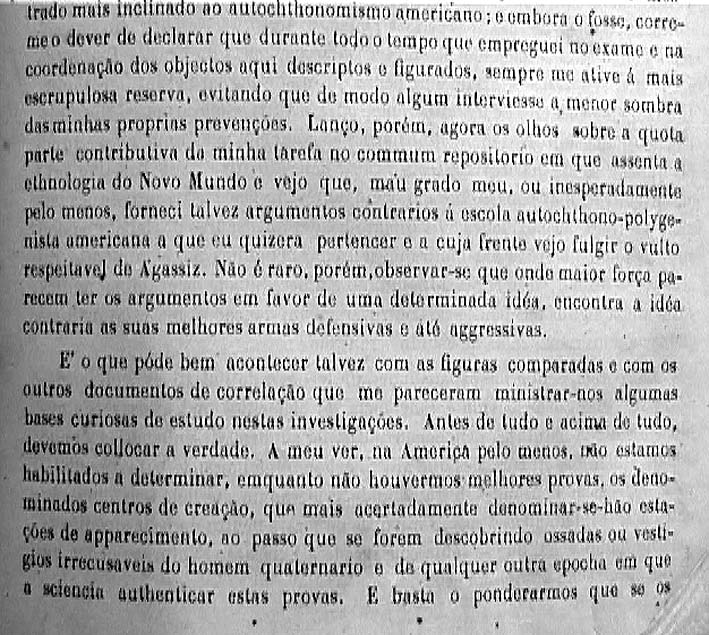 trado mais inclinado ao autochthonomismo americano; e embora o fosse, corre-
me o dever de declarar que durante todo o tempo que empreguei no exame e na
coordenação dos objectos aqui descriptos e figurados, sempre me ative á mais
escrupulosa reserva, evitando que de modo algum interviesse a menor sombra
das minhas proprias prevenções. Lanço, porém, agora os olhos sobre a quota
parte contributiva da minha tarefa no commum repositorio em que assenta a
ethnologia do Novo Mundo e vejo que, máu grado meu, ou inesperadamente
pelo menos, forneci talvez argumentos contrarios á escola autochthono-polyge-
nista americana a que eu quizera pertencer e a cuja frente vejo fulgir o vulto
respeitavel de Agassiz. Não é raro, porém, observar-se que onde maior força pa-
recem ter os argumentos em favor de uma determinada idéa, encontra a idéa
contraria as suas melhores armas defensivas e até aggressivas.
E' o que póde bem acontecer talvez com as figuras comparadas e com os
outros documentos de correlação que me pareceram ministrar-nos algumas
bases curiosas de estudo nestas investigações. Antes de tudo e acima de tudo,
devemos collocar a verdade. A meu ver, na America pelo menos, não estamos
habilitados a determinar, emquanto não houvermos melhores provas, os deno-
minados centros de creação, que mais acertadamente denominar-se-hão esta-
ções de apparecimento, ao passo que se forem descobrindo ossadas ou vesti-
gios irrecusaveis do homem quaternario e de qualquer outra epocha em que
a sciencia authenticar estas provas. E basta o ponderarmos que se os